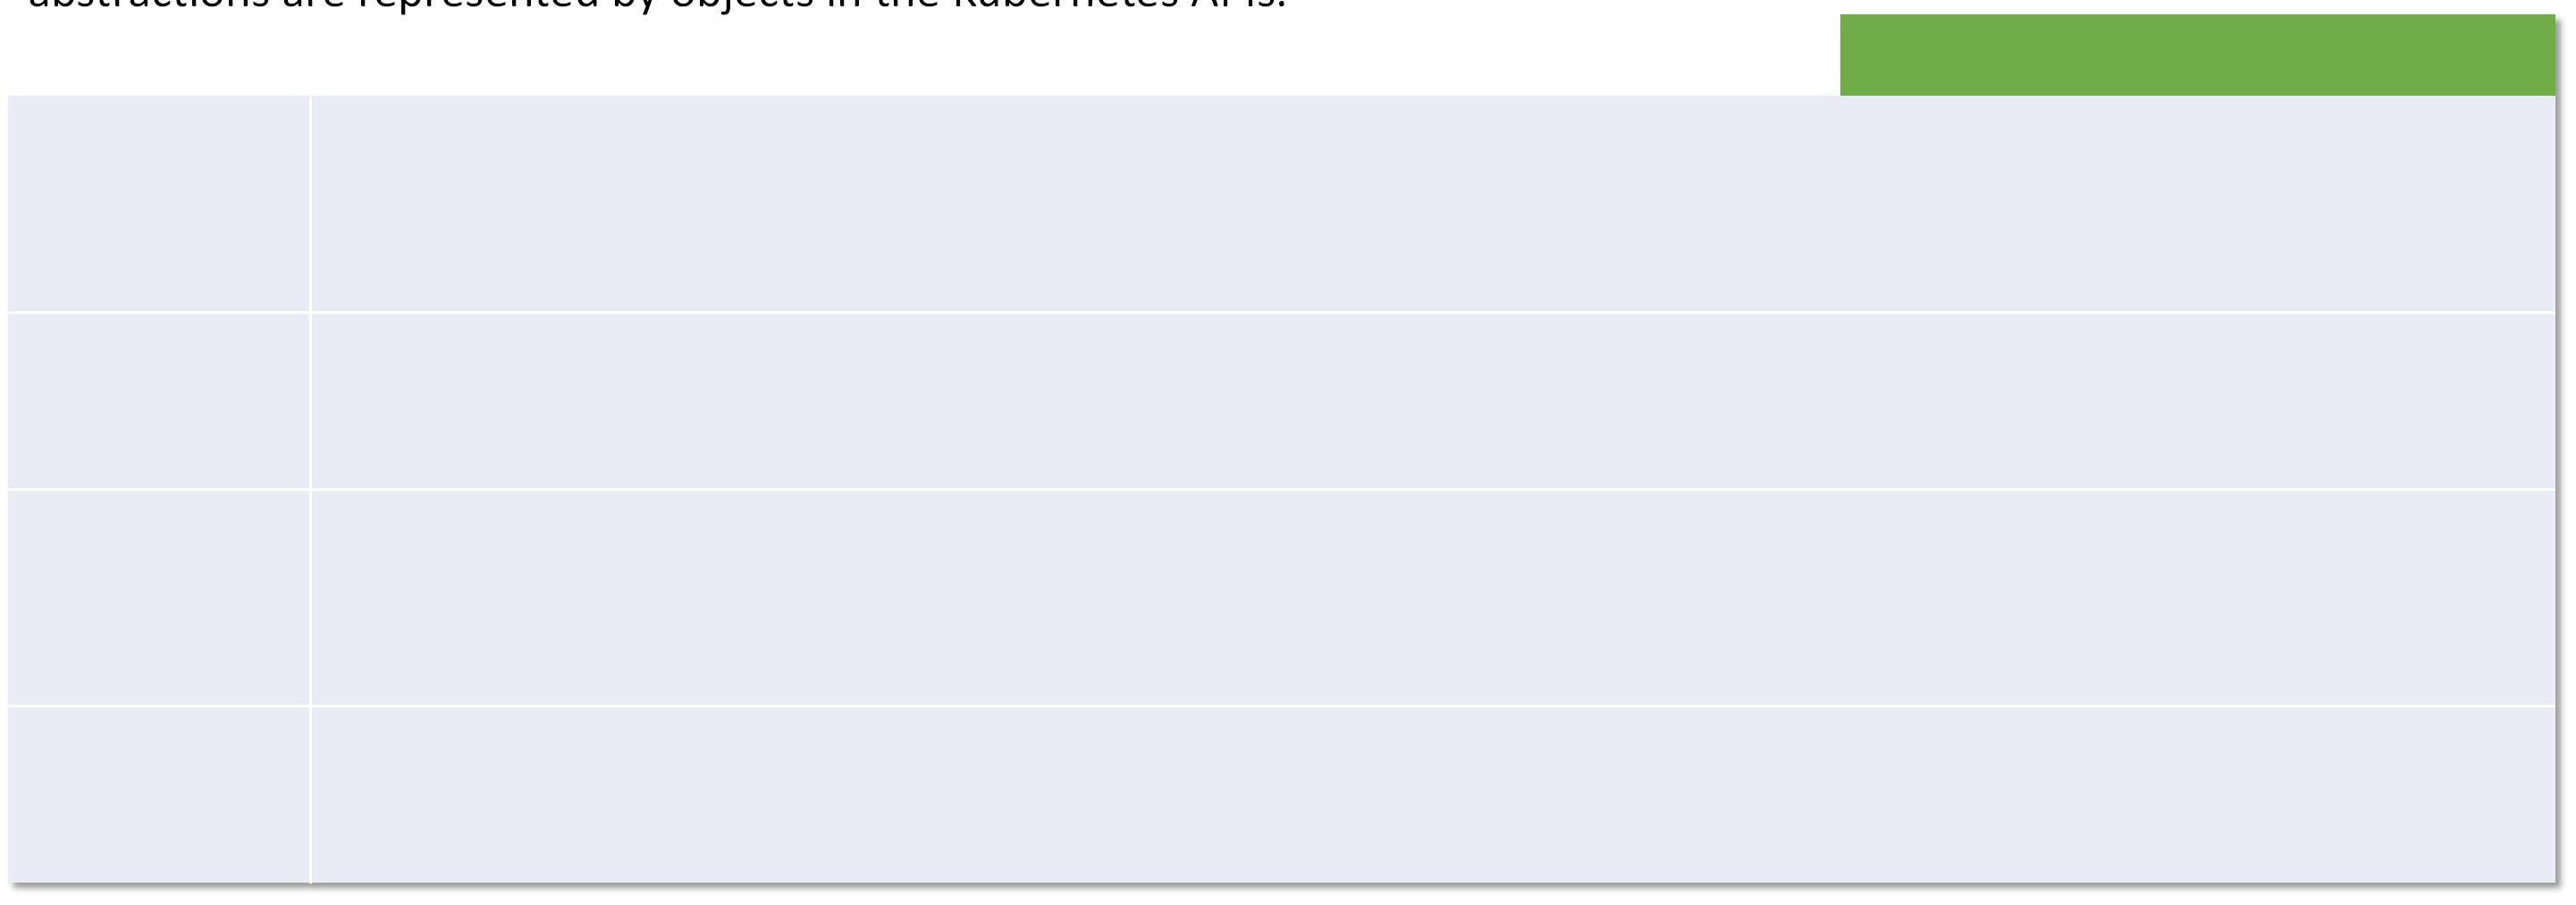 abstractions are represented by objects in the Kubernetes APIs.